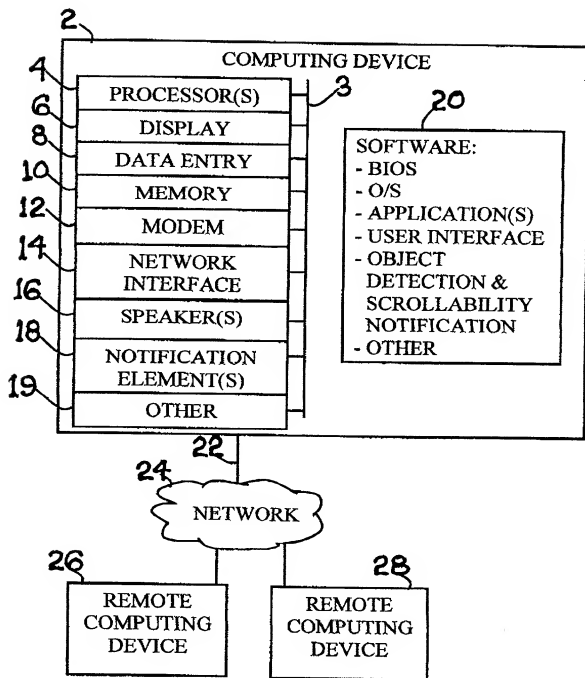 2
COMPUTING DEVICE
4
PROCESSOR(S)
3
6
DISPLAY
8
DATA ENTRY
10
MEMORY
12
MODEM
14
NETWORK
INTERFACE
16
SPEAKER(S)
18
NOTIFICATION
ELEMENT(S)
19
OTHER
20
SOFTWARE:
- BIOS
- O/S
- APPLICATION(S)
- USER INTERFACE
- OBJECT
DETECTION &
SCROLLABILITY
NOTIFICATION
- OTHER
22
24
NETWORK
26
REMOTE
COMPUTING
DEVICE
28
REMOTE
COMPUTING
DEVICE